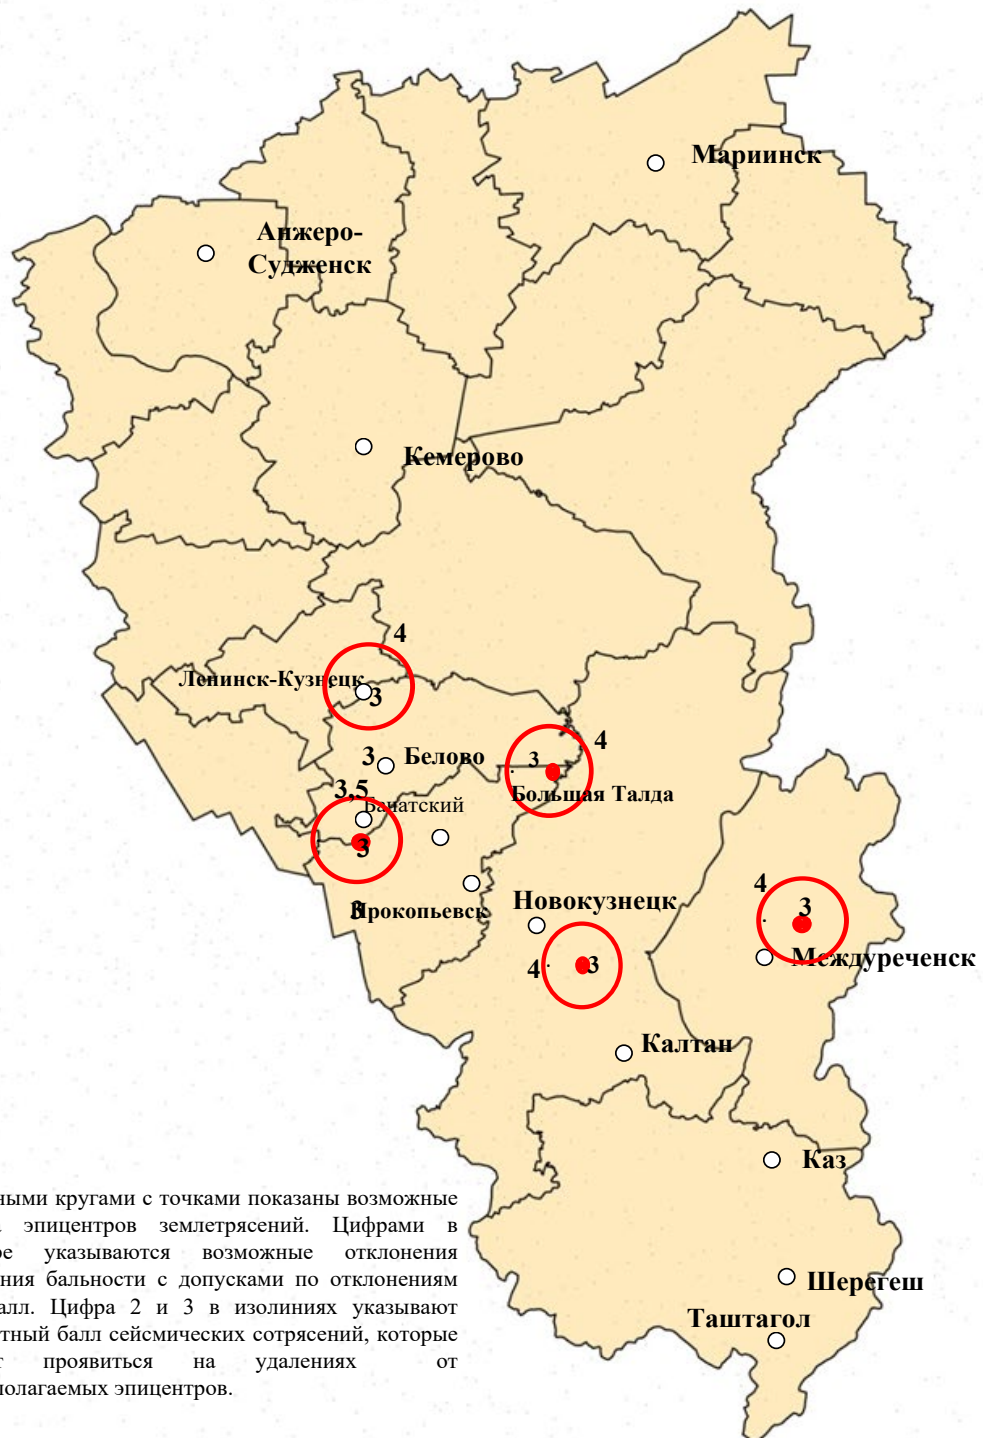 Мариинск
Анжеро-
Судженск
Кемерово
4
Ленинск-Кузнецк
3
3
Белово
4
3
Большая Талда
3,5
Бачатский
3
3
Прокопьевск
Новокузнецк
4
3
4
3
Междуреченск
Калтан
Каз
Шерегеш
Таштагол
ными кругами с точками показаны возможные
а эпицентров землетрясений. Цифрами в
ре указываются возможные отклонения
ния бальности с допусками по отклонениям
алл. Цифра 2 и 3 в изолиниях указывают
тный балл сейсмических сотрясений, которые
т проявиться на удалениях от
полагаемых эпицентров.